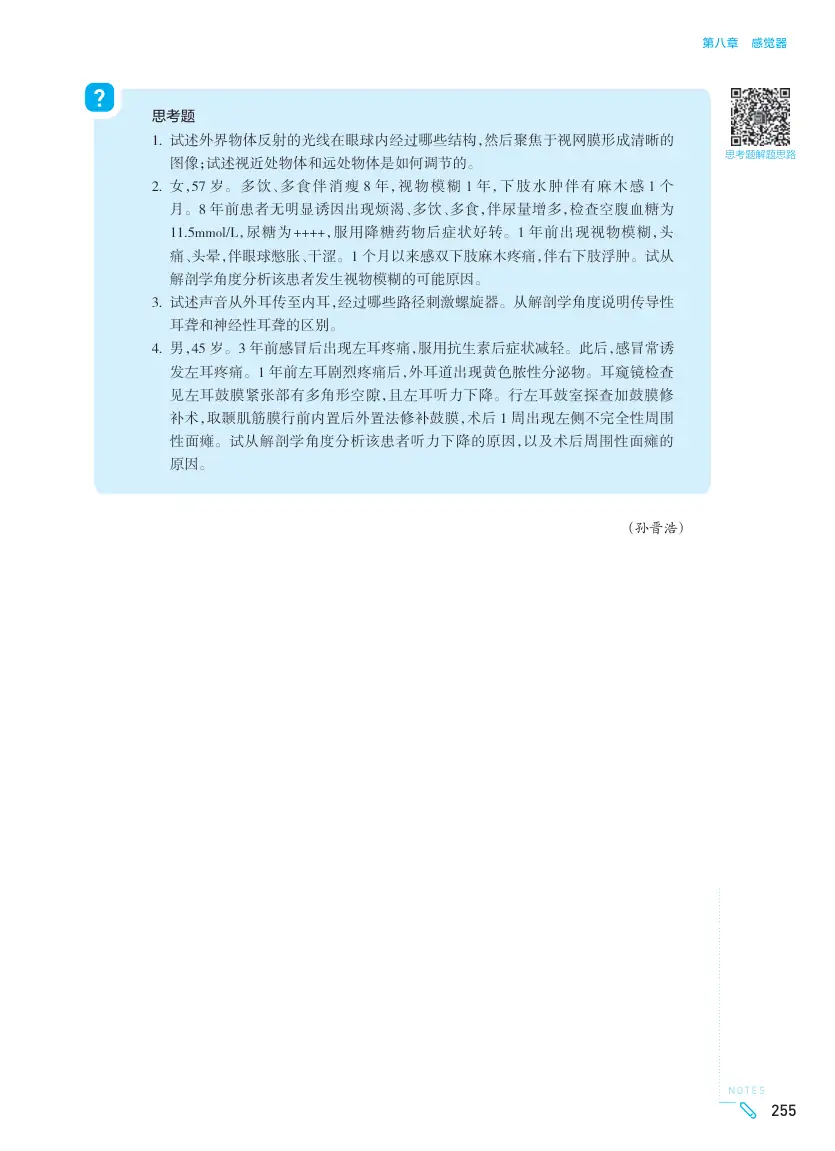 第八章 感觉器
?
思考题
1. 试述外界物体反射的光线在眼球内经过哪些结构,然后聚焦于视网膜形成清晰的
图像;试述视近处物体和远处物体是如何调节的。
2. 女,57 岁。多饮、多食伴消瘦 8 年,视物模糊 1 年,下肢水肿伴有麻木感 1 个
月。8 年前患者无明显诱因出现烦渴、多饮、多食,伴尿量增多,检查空腹血糖为
11.5mmol/L,尿糖为++++,服用降糖药物后症状好转。1 年前出现视物模糊,头
痛、头晕,伴眼球憋胀、干涩。1 个月以来感双下肢麻木疼痛,伴右下肢浮肿。试从
解剖学角度分析该患者发生视物模糊的可能原因。
3. 试述声音从外耳传至内耳,经过哪些路径刺激螺旋器。从解剖学角度说明传导性
耳聋和神经性耳聋的区别。
4. 男,45 岁。3 年前感冒后出现左耳疼痛,服用抗生素后症状减轻。此后,感冒常诱
发左耳疼痛。1 年前左耳剧烈疼痛后,外耳道出现黄色脓性分泌物。耳窥镜检查
见左耳鼓膜紧张部有多角形空隙,且左耳听力下降。行左耳鼓室探查加鼓膜修
补术,取颞肌筋膜行前内置后外置法修补鼓膜,术后 1 周出现左侧不完全性周围
性面瘫。试从解剖学角度分析该患者听力下降的原因,以及术后周围性面瘫的
原因。
思考题解题思路
(孙晋浩)
NOTES
255